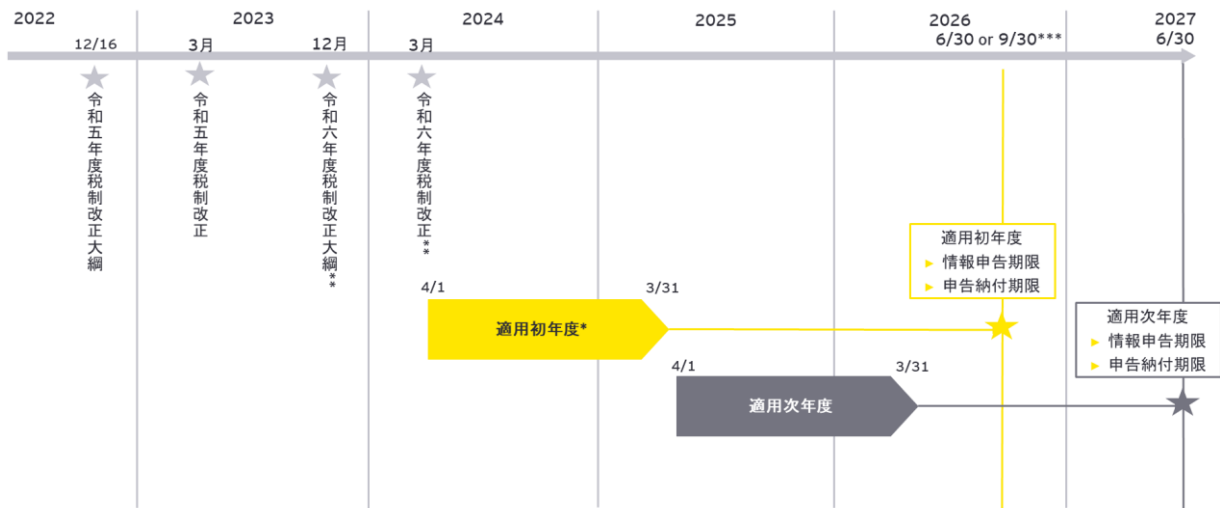 2022
2023
2024
2025
2026
2027
6/30 or 9/30***
6/30
12/16
3月
12月
3月
令和五年度税制改正大綱
令和五年度税制改正
令和六年度税制改正大綱**
令和六年度税制改正**
適用初年度
► 情報申告期限
► 申告納付期限
4/1
3/31
適用初年度*
適用次年度
► 情報申告期限
► 申告納付期限
4/1
3/31
適用次年度